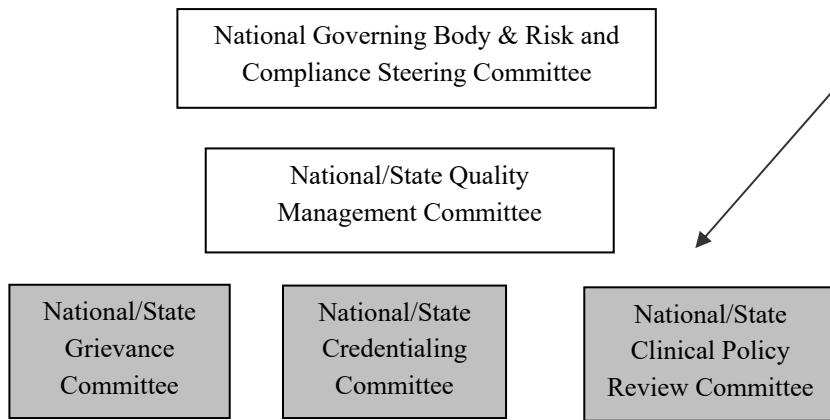 National Governing Body & Risk and
Compliance Steering Committee
National/State Quality
Management Committee
National/State
Grievance
Committee
National/State
Credentialing
Committee
National/State
Clinical Policy
Review Committee